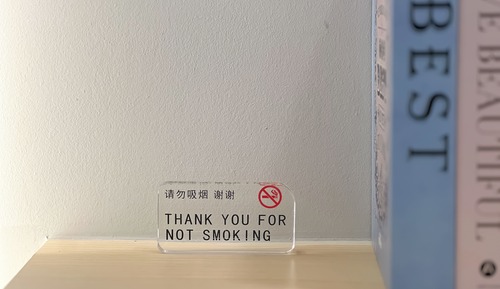 请勿吸烟 谢谢
THANK YOU FOR
NOT SMOKING
BEST
E BEAUTIFUL